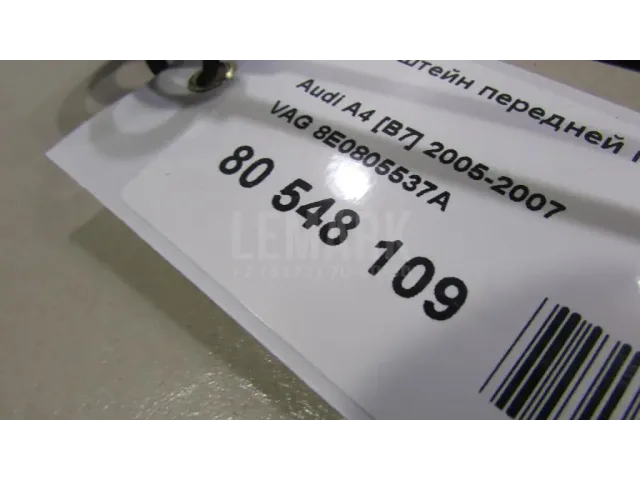 штейн передней
Audi A4 [B7] 2005-2007
VAG 8E0805537A
80 548 109
LEMARK